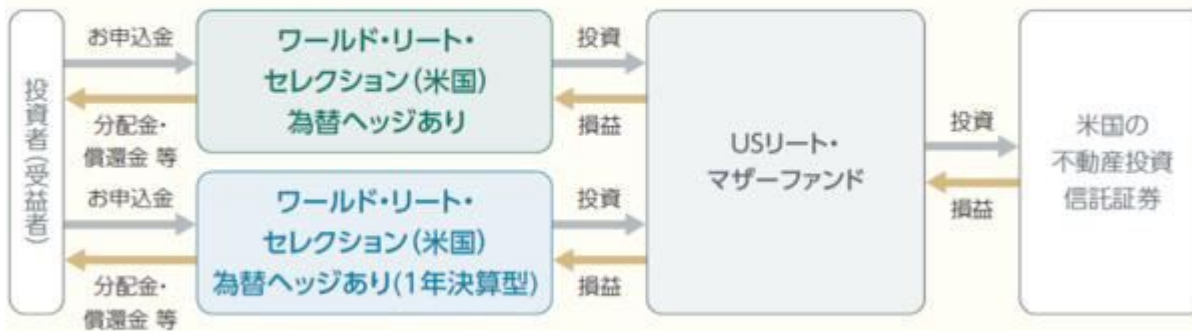 投資者(受益者)
お申込金
分配金・
償還金 等
ワールド・リート・
セレクション(米国)
為替ヘッジあり
投資
損益
お申込金
分配金・
償還金 等
ワールド・リート・
セレクション(米国)
為替ヘッジあり(1年決算型)
投資
損益
USリート・
マザーファンド
投資
損益
米国の
不動産投資
信託証券